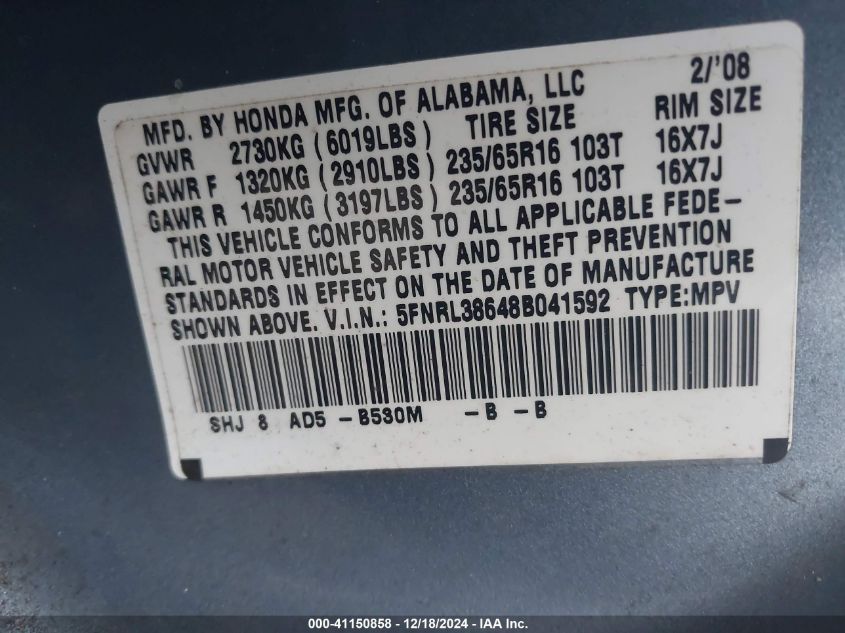 MFD. BY HONDA MFG. OF ALABAMA, LLC 2/'08
GVWR 2730KG (6019LBS) TIRE SIZE RIM SIZE
GAWR F 1320KG (2910LBS) 235/65R16 103T 16X7J
GAWR R 1450KG (3197LBS) 235/65R16 103T 16X7J
THIS VEHICLE CONFORMS TO ALL APPLICABLE FEDE-
RAL MOTOR VEHICLE SAFETY AND THEFT PREVENTION
STANDARDS IN EFFECT ON THE DATE OF MANUFACTURE
SHOWN ABOVE. V.I.N.: 5FNRL38648B041592 TYPE:MPV
SHJ 8 AD5 -B530M -B -B
000-41150858 - 12/18/2024 - IAA Inc.